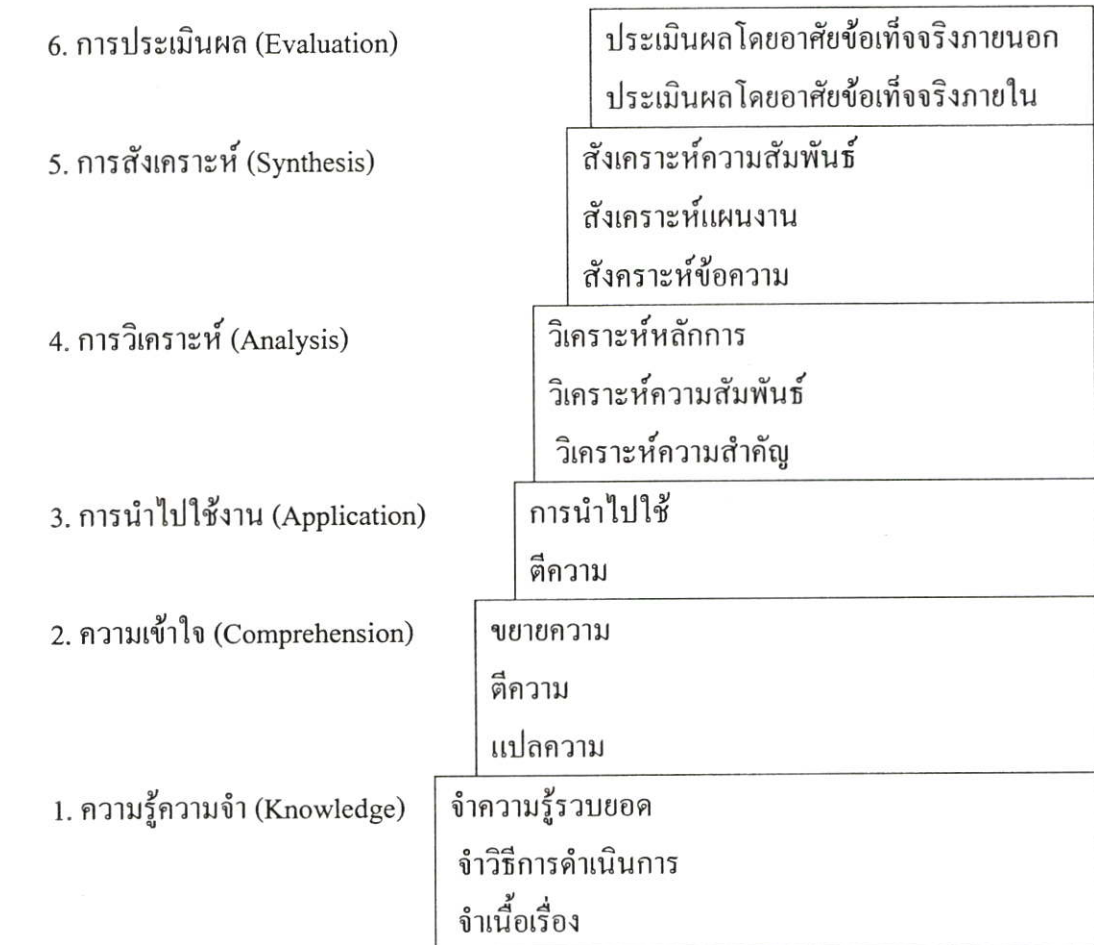 6. การประเมินผล (Evaluation)
ประเมินผลโดยอาศัยข้อเท็จจริงภายนอก
ประเมินผลโดยอาศัยข้อเท็จจริงภายใน
5. การสังเคราะห์ (Synthesis)
สังเคราะห์ความสัมพันธ์
สังเคราะห์แผนงาน
สังคราะห์ข้อความ
4. การวิเคราะห์ (Analysis)
วิเคราะห์หลักการ
วิเคราะห์ความสัมพันธ์
วิเคราะห์ความสำคัญ
3. การนำไปใช้งาน (Application)
การนำไปใช้
ตีความ
2. ความเข้าใจ (Comprehension)
ขยายความ
ตีความ
แปลความ
1. ความรู้ความจำ (Knowledge)
จำความรู้รวบยอด
จำวิธีการดำเนินการ
จำเนื้อเรื่อง